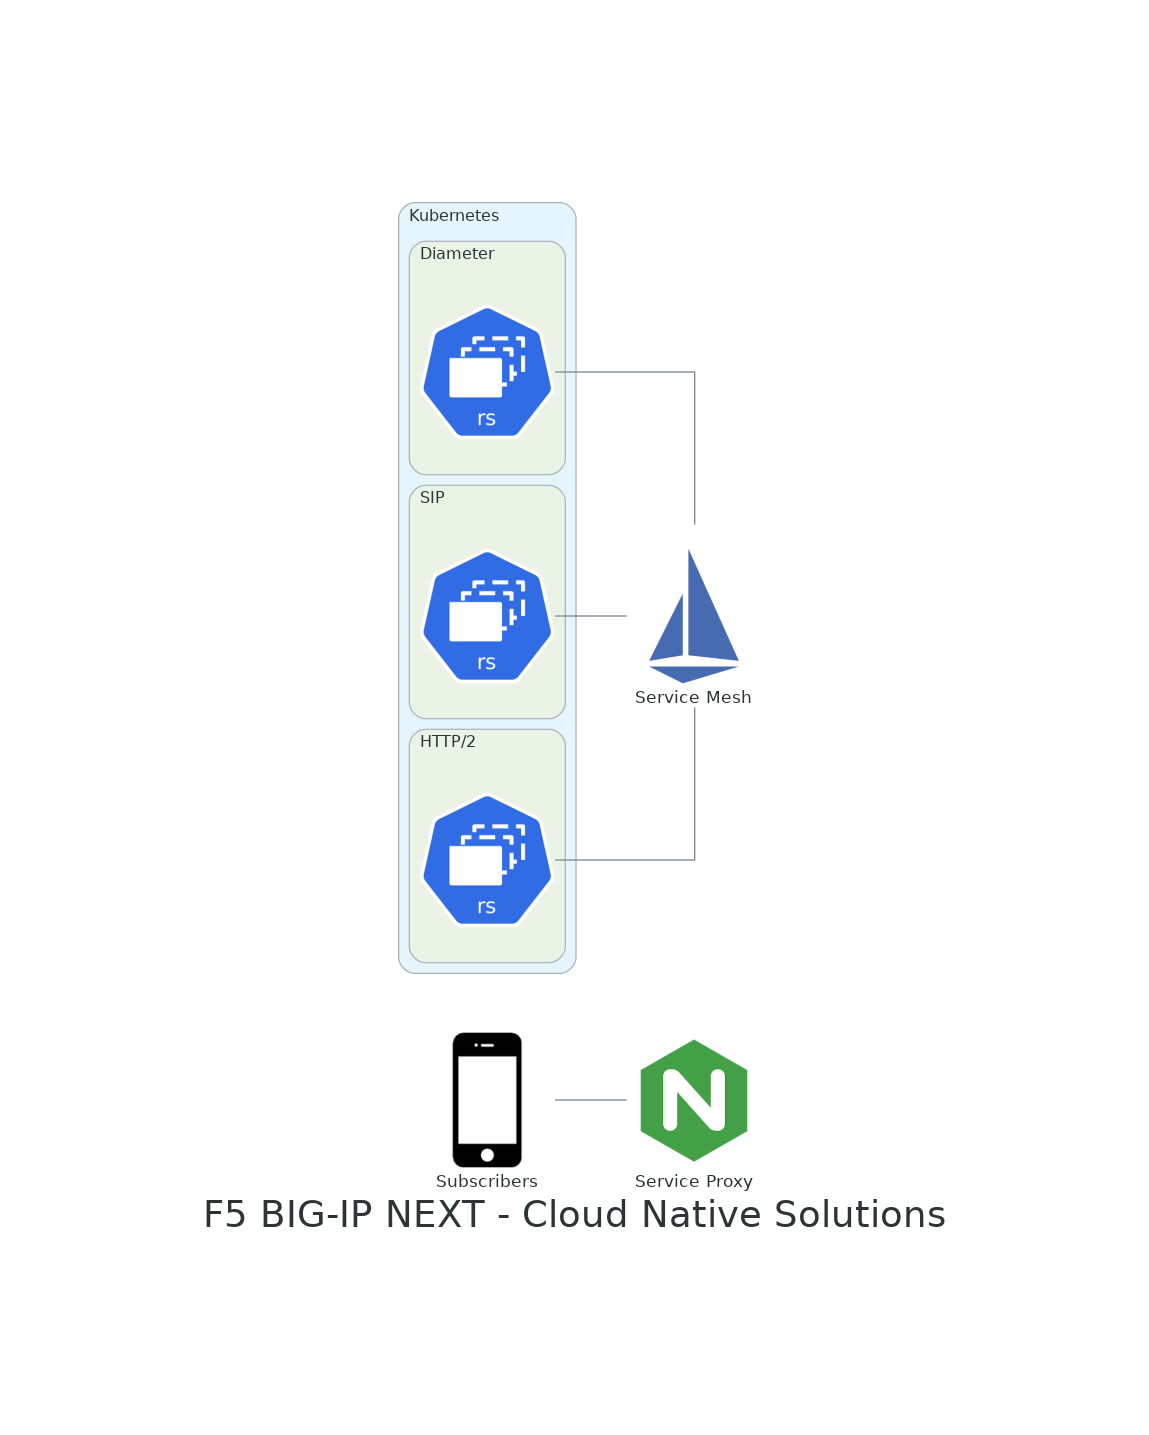 Kubernetes
Diameter
rs
SIP
rs
Service Mesh
HTTP/2
rs
Subscribers
Service Proxy
F5 BIG-IP NEXT - Cloud Native Solutions